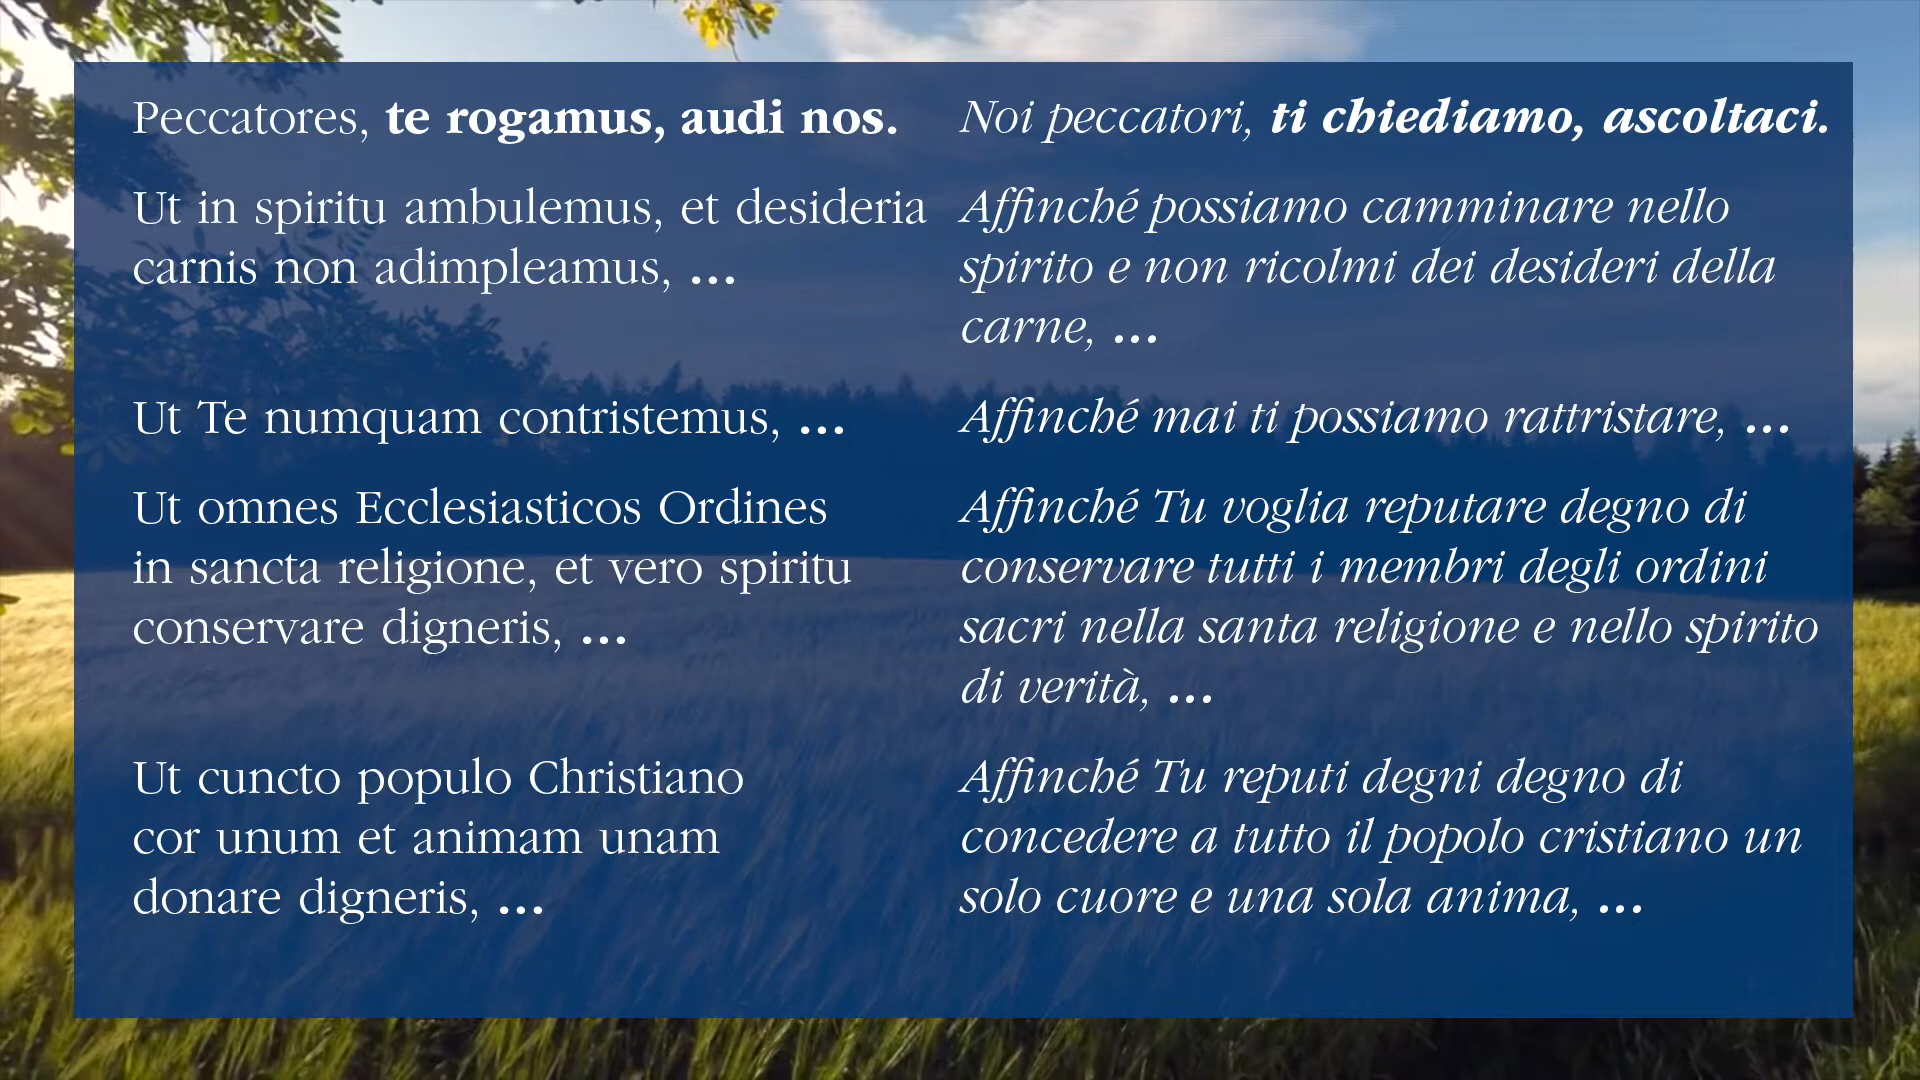 Peccatores, te rogamus, audi nos.
Ut in spiritu ambulemus, et desideria
carnis non adimpleamus, ...
Ut Te numquam contristemus, ...
Ut omnes Ecclesiasticos Ordines
in sancta religione, et vero spiritu
conservare digneris, ...
Ut cuncto populo Christiano
cor unum et animam unam
donare digneris, ...
Noi peccatori, ti chiediamo, ascoltaci.
Affinché possiamo camminare nello
spirito e non ricolmi dei desideri della
carne, ...
Affinché mai ti possiamo rattristare, ...
Affinché Tu voglia reputare degno di
conservare tutti i membri degli ordini
sacri nella santa religione e nello spirito
di verità, ...
Affinché Tu reputi degni degno di
concedere a tutto il popolo cristiano un
solo cuore e una sola anima, ...